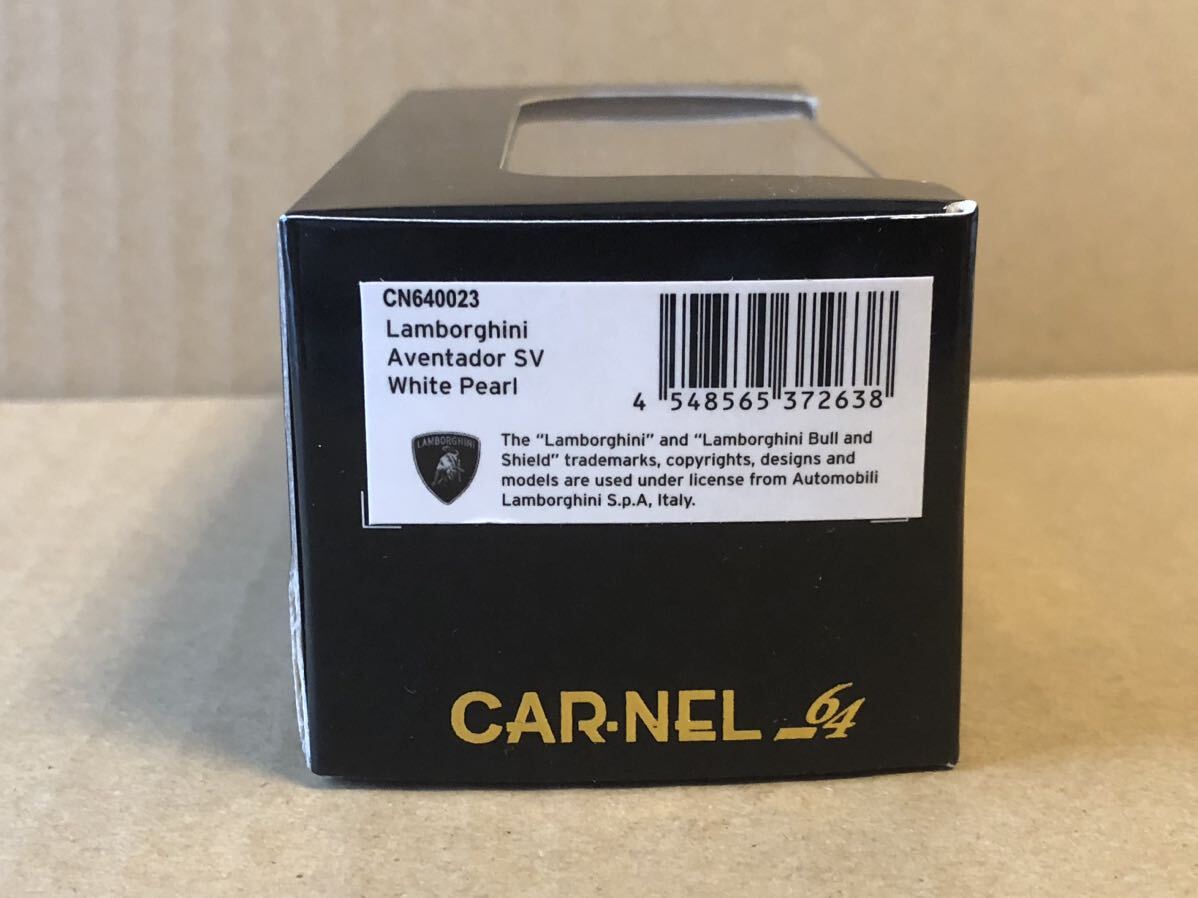 CN640023
Lamborghini
Aventador SV
White Pearl
4 548565 372638
LAMBORGHINI
The "Lamborghini" and "Lamborghini Bull and
Shield" trademarks, copyrights, designs and
models are used under license from Automobili
Lamborghini S.p.A, Italy.
CAR·NEL 64